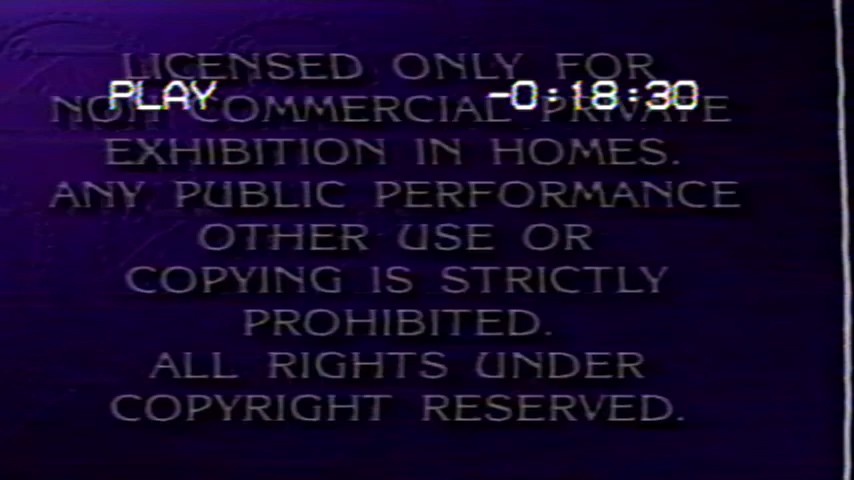 LICENSED ONLY FOR
PLAY -0:18:30
NON COMMERCIAL PRIVATE
EXHIBITION IN HOMES.
ANY PUBLIC PERFORMANCE
OTHER USE OR
COPYING IS STRICTLY
PROHIBITED.
ALL RIGHTS UNDER
COPYRIGHT RESERVED.